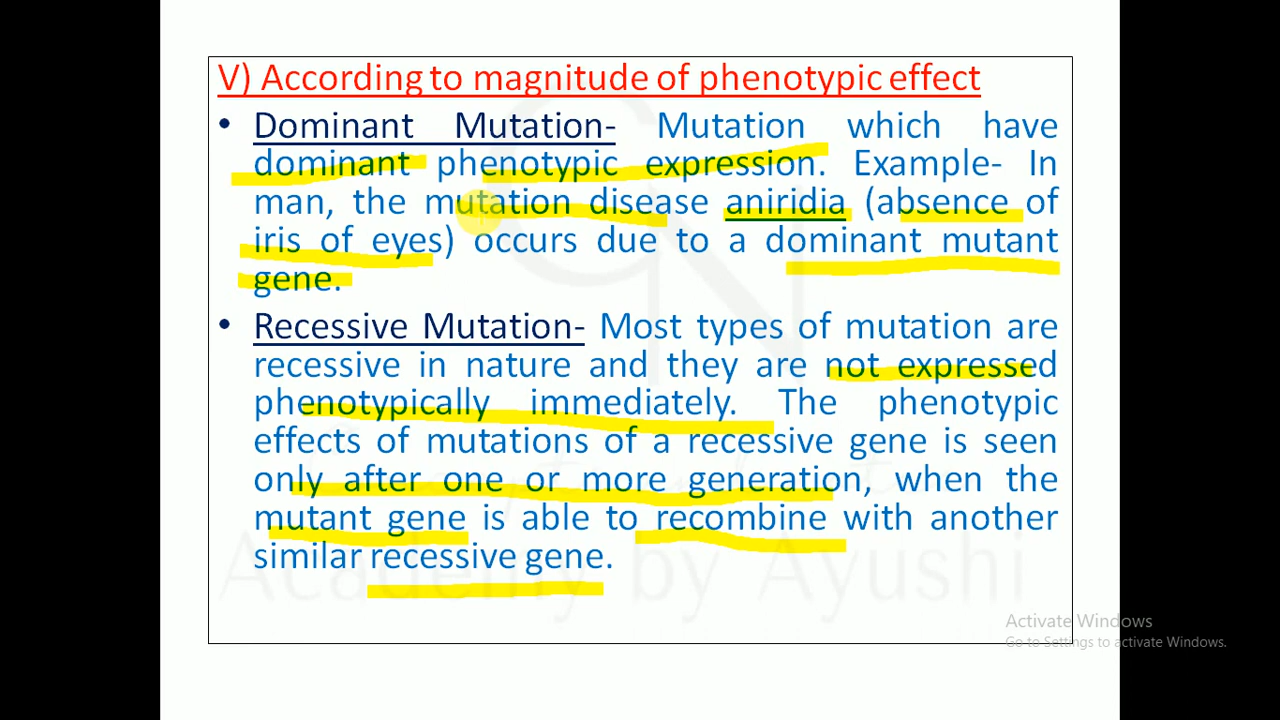 V) According to magnitude of phenotypic effect
• Dominant Mutation- Mutation which have
dominant phenotypic expression. Example- In
man, the mutation disease aniridia (absence of
iris of eyes) occurs due to a dominant mutant
gene.
• Recessive Mutation- Most types of mutation are
recessive in nature and they are not expressed
phenotypically immediately. The phenotypic
effects of mutations of a recessive gene is seen
only after one or more generation, when the
mutant gene is able to recombine with another
similar recessive gene.
Academy by Ayushi
Activate Windows
Go to Settings to activate Windows.